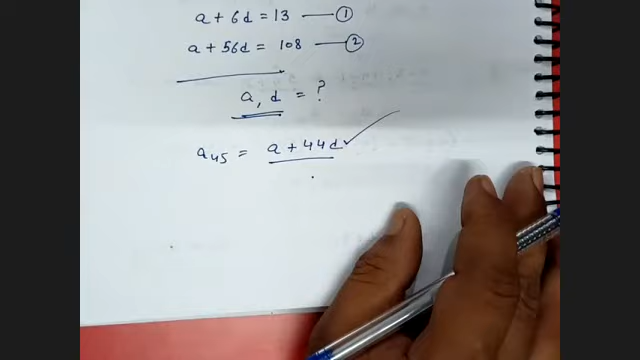 a + 6d = 13 —— ①
a + 56d = 108 —— ②
a, d = ?
a₄₅ = a + 44d ✓